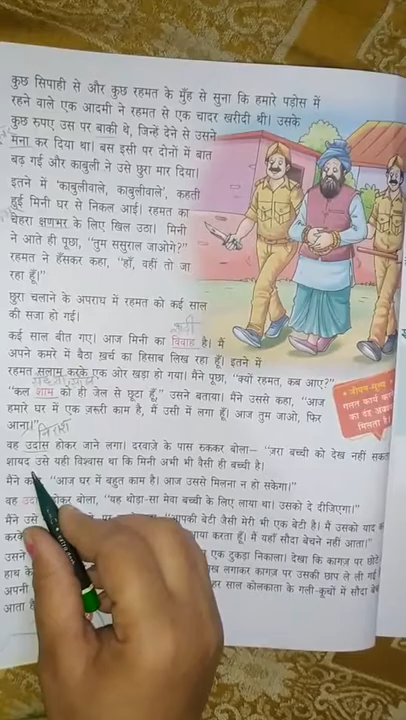 कुछ सिपाही से और कुछ रहमत के मुँह से सुना कि हमारे पड़ोस में
रहने वाले एक आदमी ने रहमत से एक चादर खरीदी थी। उसके
कुछ रुपए उस पर बाकी थे, जिन्हें देने से उसने
मना कर दिया था। बस इसी पर दोनों में बात
बढ़ गई और काबुली ने उसे छुरा मार दिया।
इतने में 'काबुलीवाले, काबुलीवाले', कहती
हुई मिनी घर से निकल आई। रहमत का
चेहरा क्षणभर के लिए खिल उठा। मिनी
ने आते ही पूछा, "तुम ससुराल जाओगे?"
रहमत ने हँसकर कहा, "हाँ, वहीं तो जा
रहा हूँ।"
छुरा चलाने के अपराध में रहमत को कई साल
की सजा हो गई।
कई साल बीत गए। आज मिनी का विवाह है। मैं
अपने कमरे में बैठा ख़र्च का हिसाब लिख रहा हूँ। इतने में
रहमत सलाम करके एक ओर खड़ा हो गया। मैंने पूछा, "क्यों रहमत, कब आए?"
"कल शाम को ही जेल से छूटा हूँ," उसने बताया। मैंने उससे कहा, "आज
हमारे घर में एक ज़रूरी काम है, मैं उसी में लगा हूँ। आज तुम जाओ, फिर
आना।"
वह उदास होकर जाने लगा। दरवाज़े के पास रुककर बोला– "ज़रा बच्ची को देख नहीं सकता
शायद उसे यही विश्वास था कि मिनी अभी भी वैसी ही बच्ची है।
मैंने "आज घर में बहुत काम है। आज उससे मिलना न हो सकेगा।"
वह होकर बोला, "यह थोड़ा-सा मेवा बच्ची के लिए लाया था। उसको दे दीजिएगा।"
मैंने उसे "आपकी बेटी जैसी मेरी भी एक बेटी है। मैं उसको याद
करके लाया करता हूँ। मैं यहाँ सौदा बेचने नहीं आता।"
उसने एक टुकड़ा निकाला। देखा कि कागज़ पर छोटे
हाथ के लगाकर कागज़ पर उसकी छाप ले ली गई
अपनी हर साल कोलकाता के गली-कूचों में सौदा
आता
जीवन-मूल्य
गलत कार्य
का दंड
मिलता है।